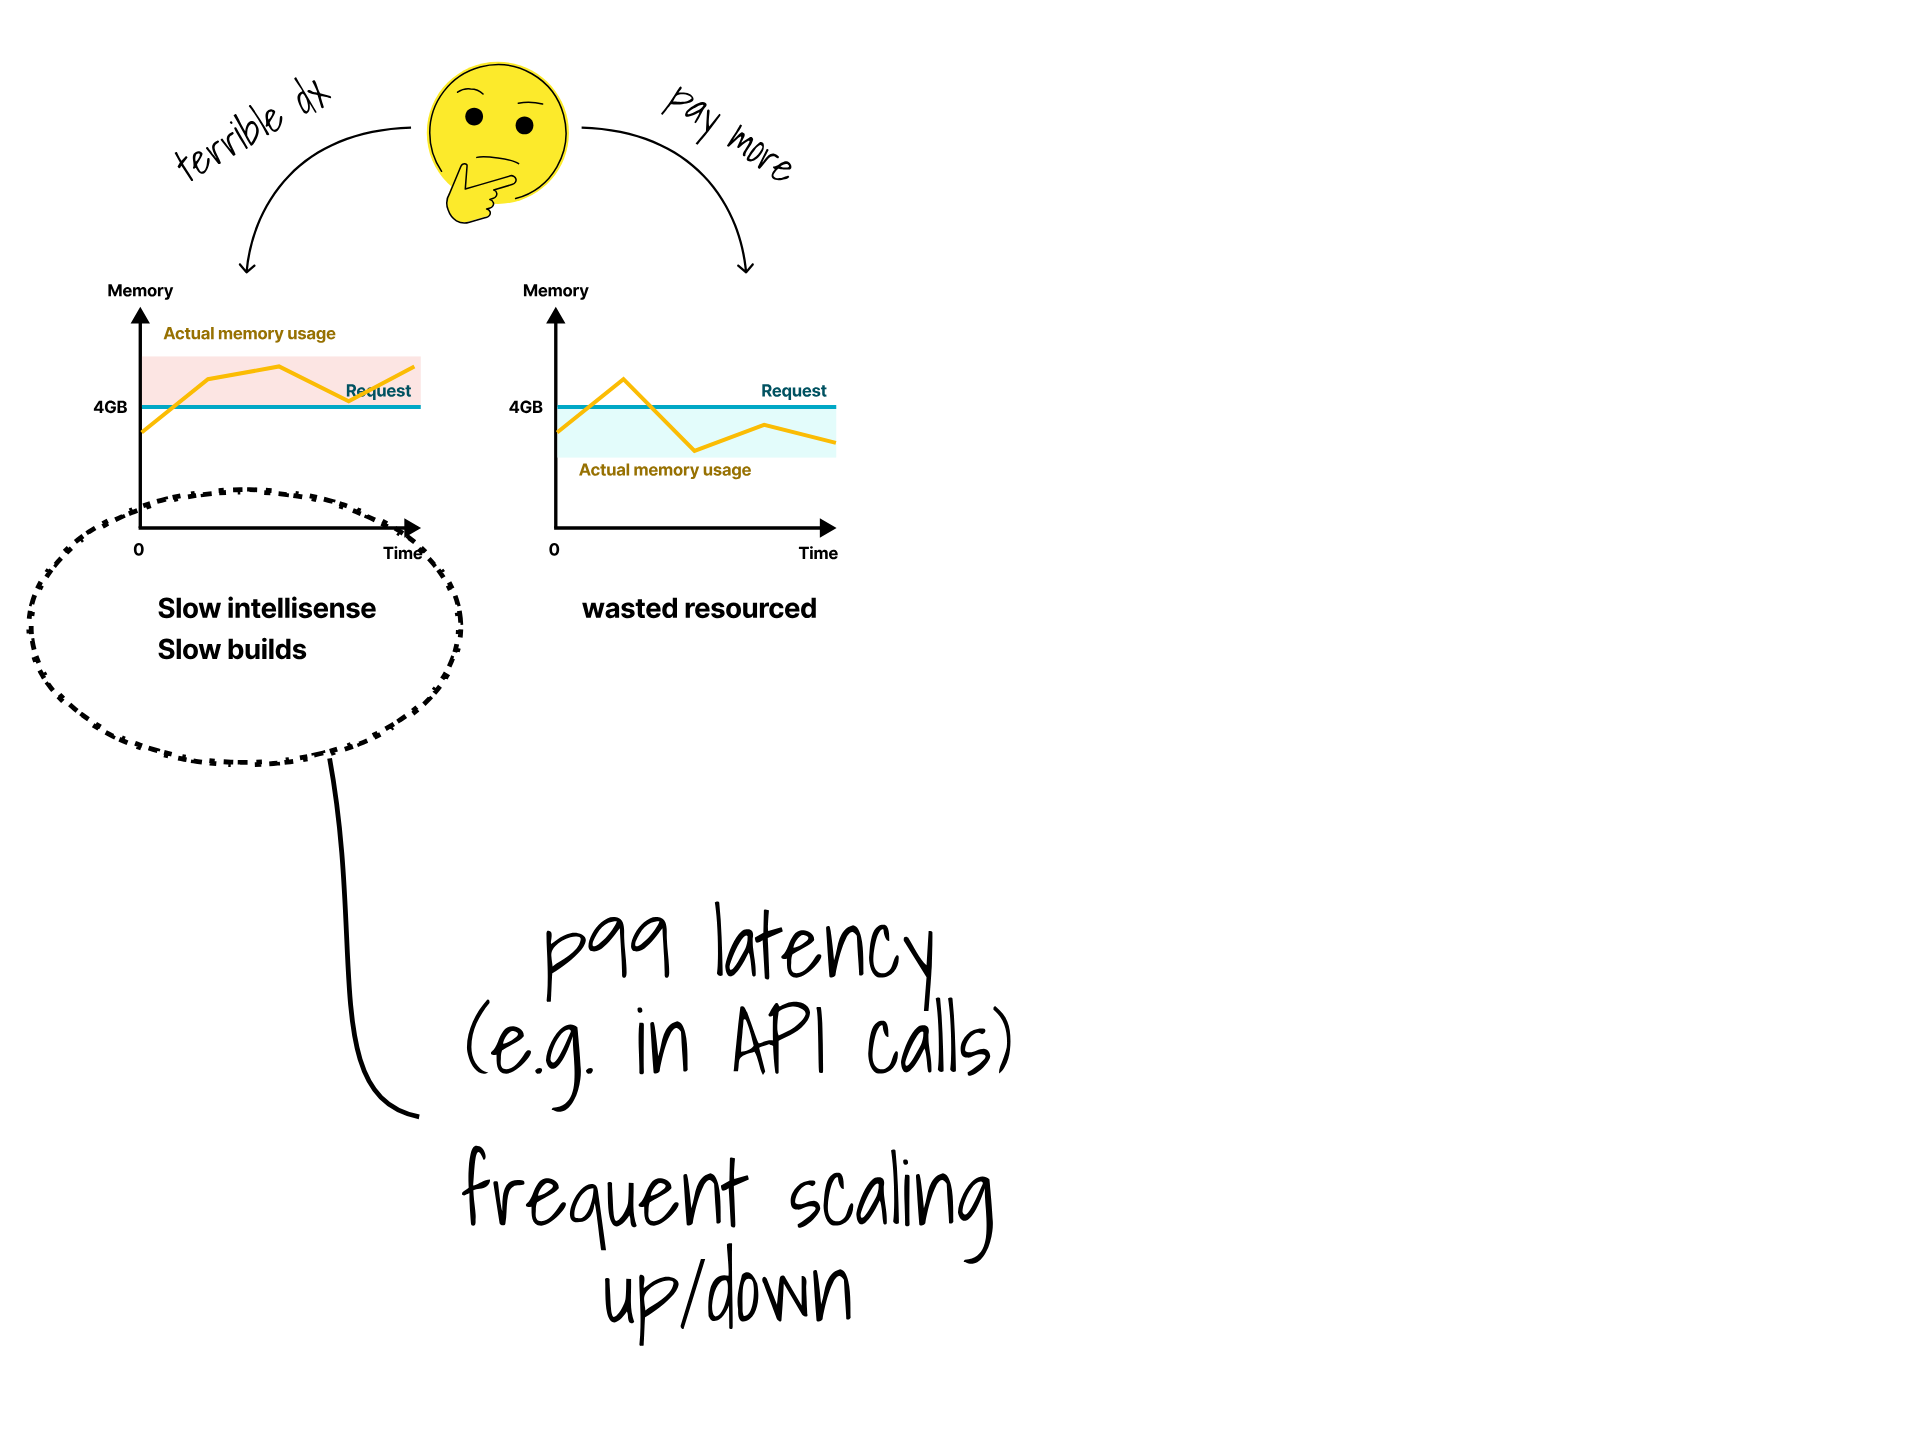 terrible dx
pay more
Memory
Actual memory usage
Request
4GB
0
Time
Slow intellisense
Slow builds
Memory
Request
4GB
Actual memory usage
0
Time
wasted resourced
p99 latency
(e.g. in API calls)
frequent scaling
up/down